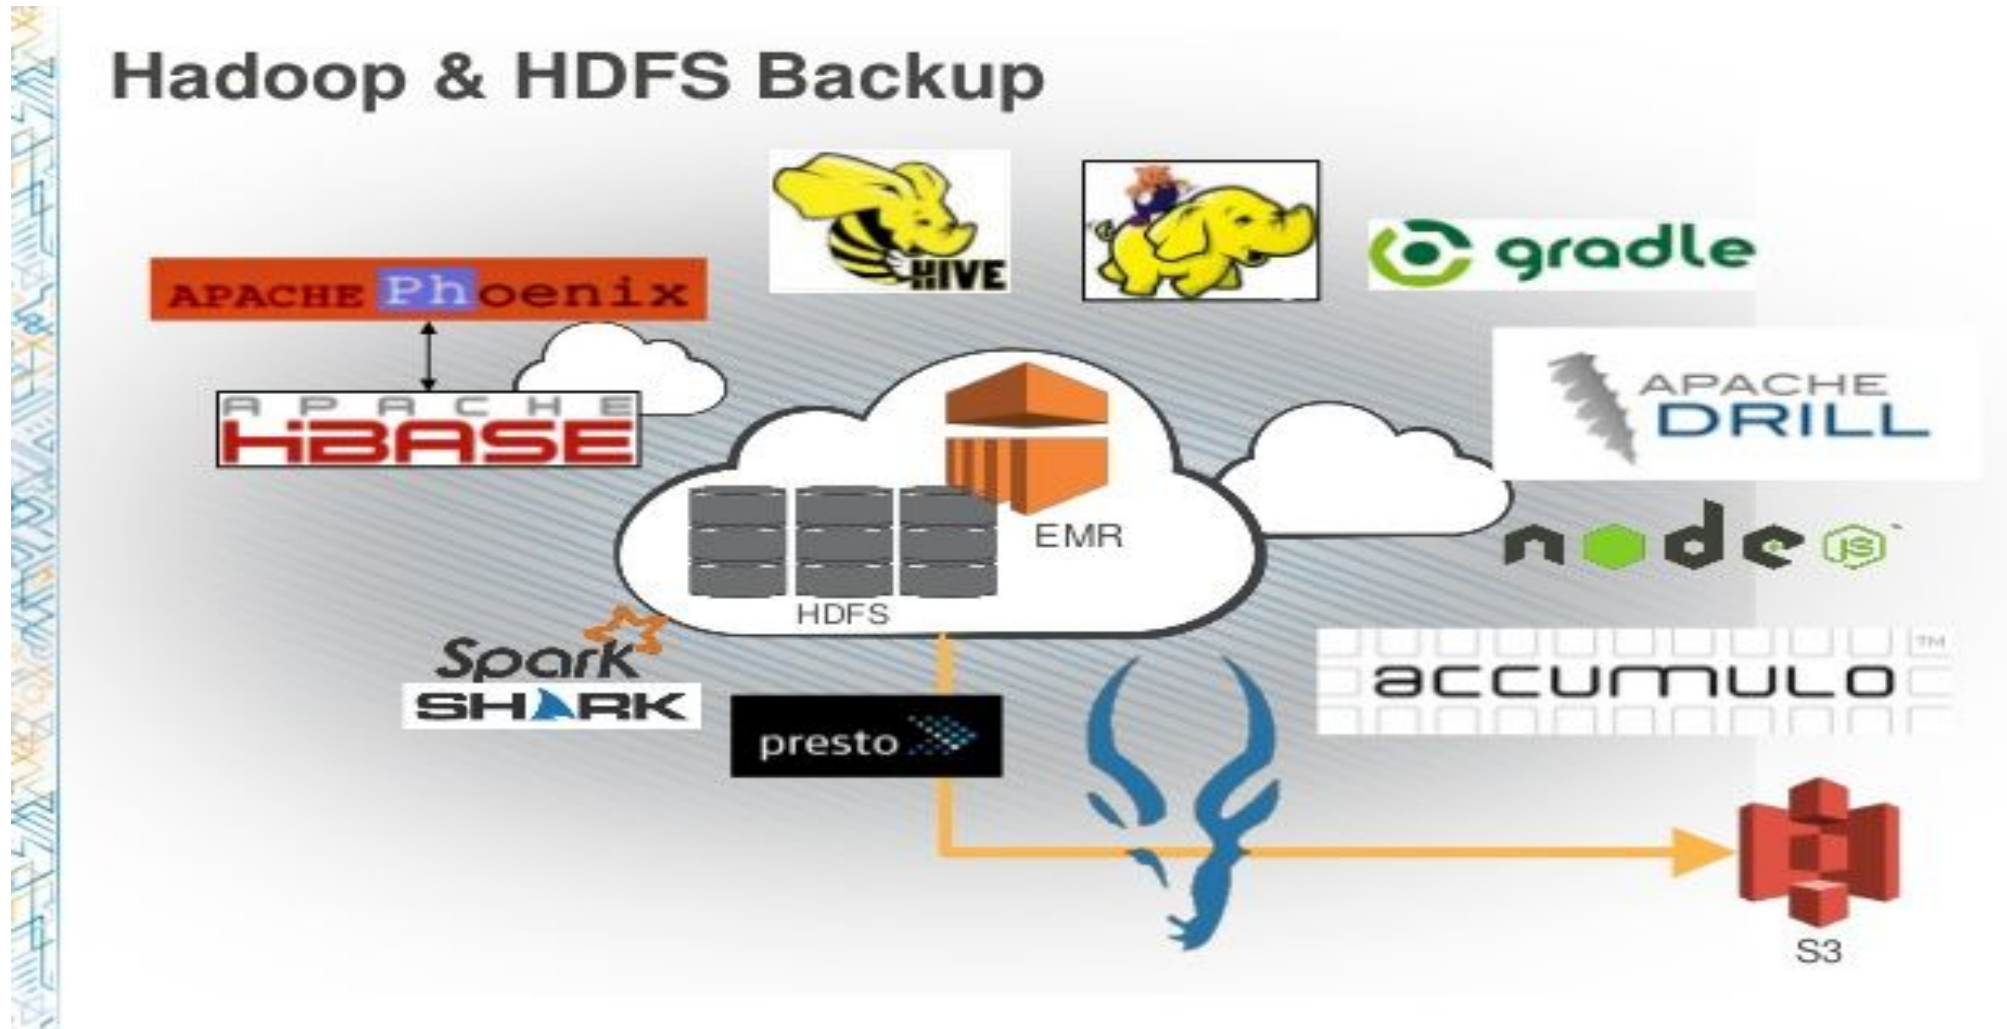 Hadoop & HDFS Backup
HIVE
gradle
APACHE Phoenix
APACHE
HBASE
APACHE
DRILL
EMR
node
JS
HDFS
Spark
SHARK
presto
accumulo
TM
S3